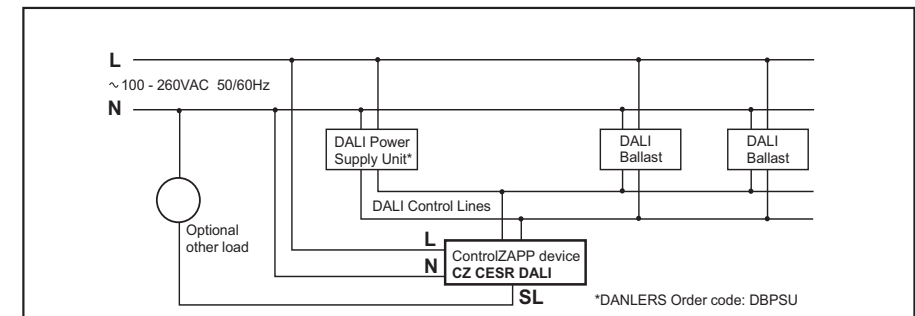 L
~100 - 260VAC 50/60Hz
N
DALI Power
Supply Unit*
DALI
Ballast
DALI
Ballast
DALI Control Lines
Optional
other load
L
N
ControlZAPP device
CZ CESR DALI
SL
*DANLERS Order code: DBPSU